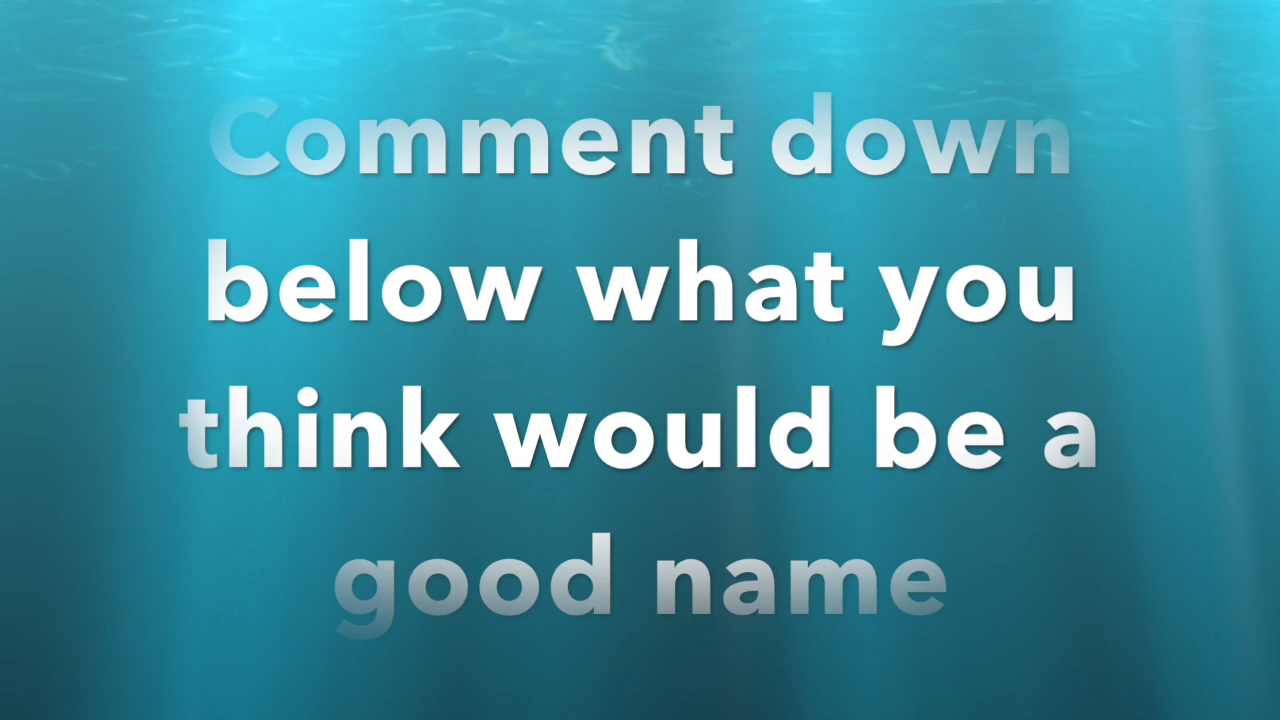 Comment down
below what you
think would be a
good name